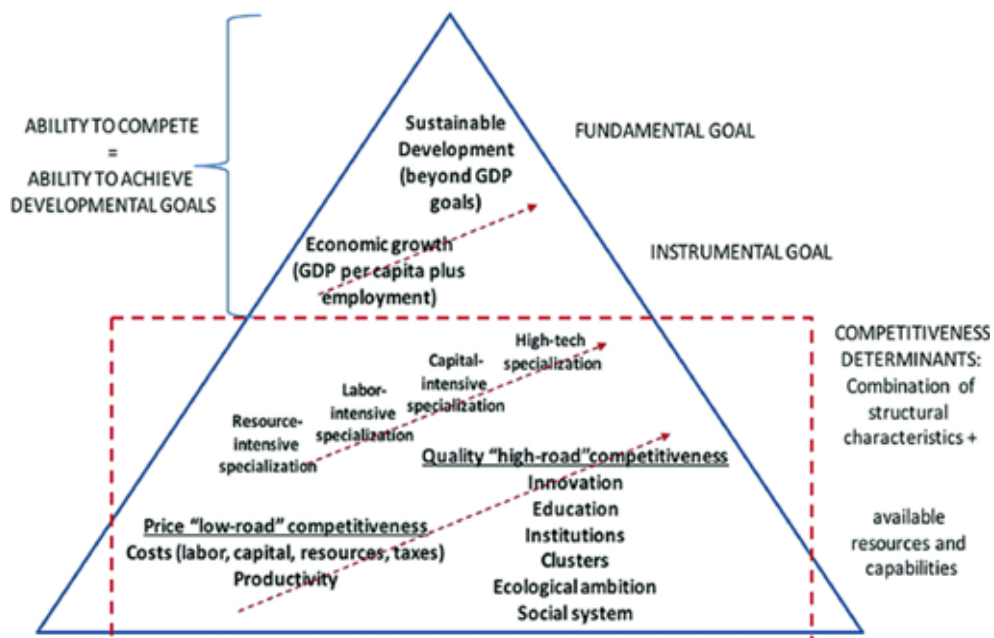 ABILITY TO COMPETE
=
ABILITY TO ACHIEVE
DEVELOPMENTAL GOALS
Sustainable
Development
(beyond GDP
goals)
FUNDAMENTAL GOAL
Economic growth
(GDP per capita plus
employment)
INSTRUMENTAL GOAL
Resource-
intensive
specialization
Labor-
intensive
specialization
Capital-
intensive
specialization
High-tech
specialization
COMPETITIVENESS
DETERMINANTS:
Combination of
structural
characteristics +
available
resources and
capabilities
Price “low-road” competitiveness
Costs (labor, capital, resources, taxes)
Productivity
Quality “high-road”competitiveness
Innovation
Education
Institutions
Clusters
Ecological ambition
Social system